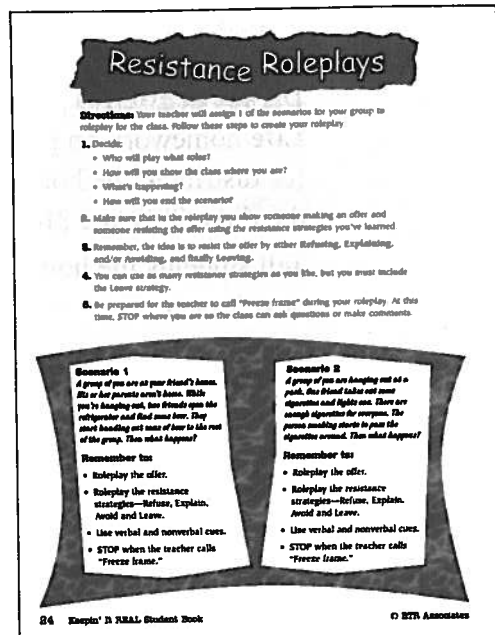 Resistance Roleplays
Directions: Your teacher will assign 1 of the scenarios for your group to
roleplay for the class. Follow these steps to create your roleplay.
1. Decide:
• Who will play what roles?
• How will you show the class where you are?
• What's happening?
• How will you end the scenario?
2. Make sure that in the roleplay you show someone making an offer and
someone resisting the offer using the resistance strategies you've learned.
3. Remember, the idea is to resist the offer by either Refusing, Explaining,
and/or Avoiding, and finally Leaving.
4. You can use as many resistance strategies as you like, but you must include
the Leave strategy.
5. Be prepared for the teacher to call "Freeze frame" during your roleplay. At this
time, STOP where you are so the class can ask questions or make comments.
Scenario 1
A group of you are at your friend's house.
His or her parents aren't home. While
you're hanging out, two friends open the
refrigerator and find some beer. They
start handing out cans of beer to the rest
of the group. Then what happens?
Remember to:
• Roleplay the offer.
• Roleplay the resistance
strategies—Refuse, Explain,
Avoid and Leave.
• Use verbal and nonverbal cues.
• STOP when the teacher calls
"Freeze frame."
Scenario 2
A group of you are hanging out at a
park. One friend takes out some
cigarettes and lights one. There are
enough cigarettes for everyone. The
person smoking starts to pass the
cigarettes around. Then what happens?
Remember to:
• Roleplay the offer.
• Roleplay the resistance
strategies—Refuse, Explain,
Avoid and Leave.
• Use verbal and nonverbal cues.
• STOP when the teacher calls
"Freeze frame."
24 Keepin' It REAL Student Book
© ETR Associates